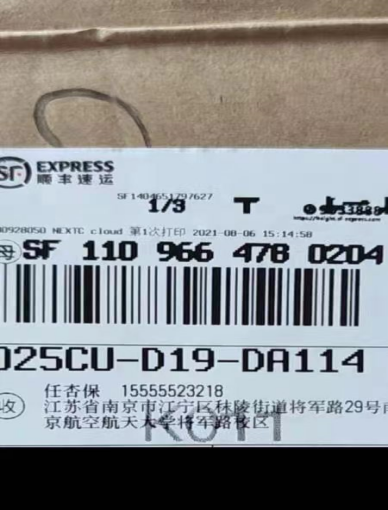 SF EXPRESS
顺丰速运
SF1404651797627
1/3 T
00928050 NEXTC cloud 第1次打印 2021-08-06 15:14:58
母 SF 110 966 478 0204
025CU-D19-DA114
收 任杏保 15555523218
江苏省南京市江宁区秣陵街道将军路29号南
京航空航天大学将军路校区
K011